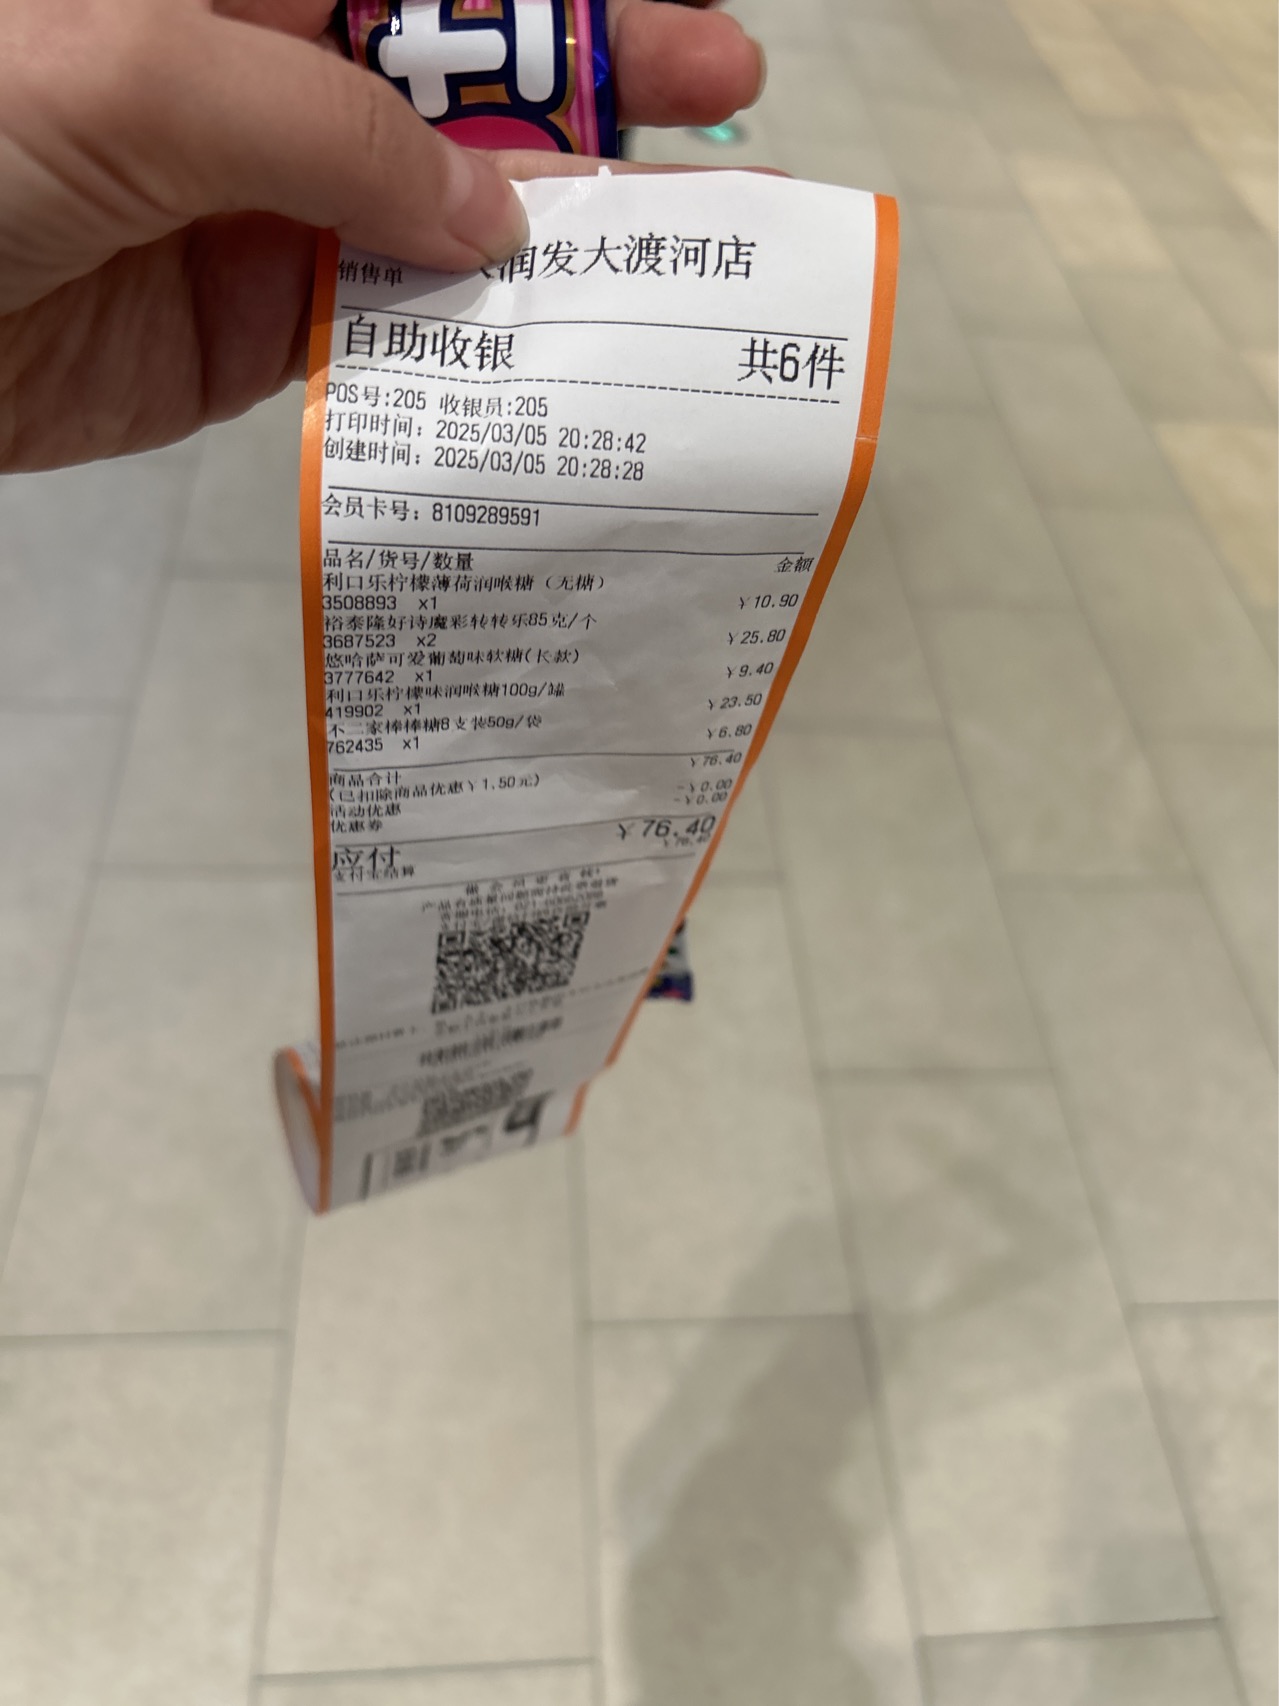 润发大渡河店
销售单
自助收银 共6件
POS号:205 收银员:205
打印时间：2025/03/05 20:28:42
创建时间：2025/03/05 20:28:28
会员卡号：8109289591
品名/货号/数量 金额
利口乐柠檬薄荷润喉糖（无糖）
3508893 x1 ¥10.90
裕泰隆好诗魔彩转转乐85克/个
3687523 x2 ¥25.80
悠哈萨可爱葡萄味软糖(长款)
3777642 x1 ¥9.40
利口乐柠檬味润喉糖100g/罐
419902 x1 ¥23.50
不二家棒棒糖8支装50g/袋
762435 x1 ¥6.80
商品合计 ¥76.40
(已扣除商品优惠¥1.50元)
活动优惠 -¥0.00
优惠券 -¥0.00
应付 ¥76.40
支付宝结算 ¥76.40